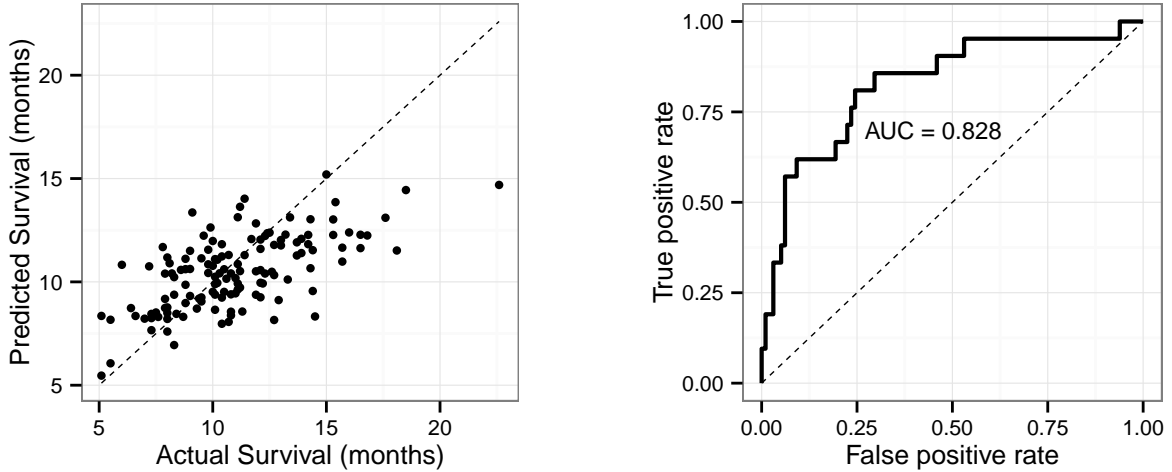 Predicted Survival (months)
20
15
10
5
5 10 15 20
Actual Survival (months)
True positive rate
1.00
0.75
0.50
0.25
0.00
AUC = 0.828
0.00 0.25 0.50 0.75 1.00
False positive rate